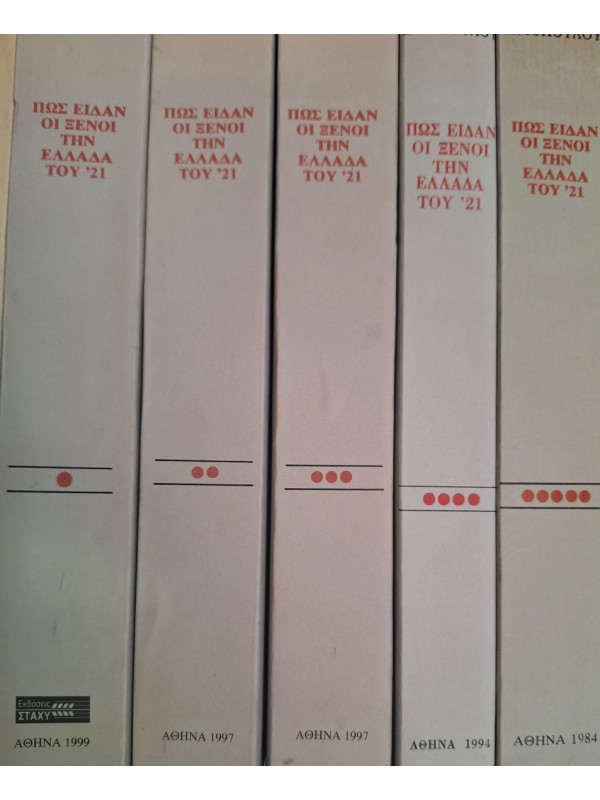 ΠΩΣ ΕΙΔΑΝ
ΟΙ ΞΕΝΟΙ
ΤΗΝ
ΕΛΛΑΔΑ
ΤΟΥ '21
Εκδόσεις
ΣΤΑΧΥ
ΑΘΗΝΑ 1999
ΠΩΣ ΕΙΔΑΝ
ΟΙ ΞΕΝΟΙ
ΤΗΝ
ΕΛΛΑΔΑ
ΤΟΥ '21
ΑΘΗΝΑ 1997
ΠΩΣ ΕΙΔΑΝ
ΟΙ ΞΕΝΟΙ
ΤΗΝ
ΕΛΛΑΔΑ
ΤΟΥ '21
ΑΘΗΝΑ 1997
ΠΩΣ ΕΙΔΑΝ
ΟΙ ΞΕΝΟΙ
ΤΗΝ
ΕΛΛΑΔΑ
ΤΟΥ '21
ΑΘΗΝΑ 1994
ΠΩΣ ΕΙΔΑΝ
ΟΙ ΞΕΝΟΙ
ΤΗΝ
ΕΛΛΑΔΑ
ΤΟΥ '21
ΑΘΗΝΑ 1984